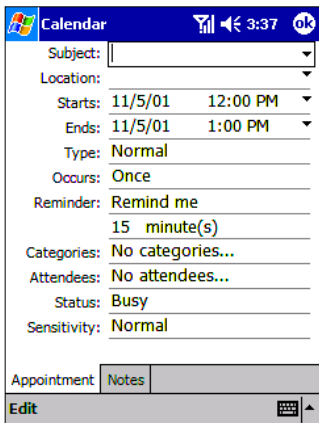 Calendar 3:37 ok
Subject:
Location:
Starts: 11/5/01 12:00 PM
Ends: 11/5/01 1:00 PM
Type: Normal
Occurs: Once
Reminder: Remind me
15 minute(s)
Categories: No categories...
Attendees: No attendees...
Status: Busy
Sensitivity: Normal
Appointment Notes
Edit